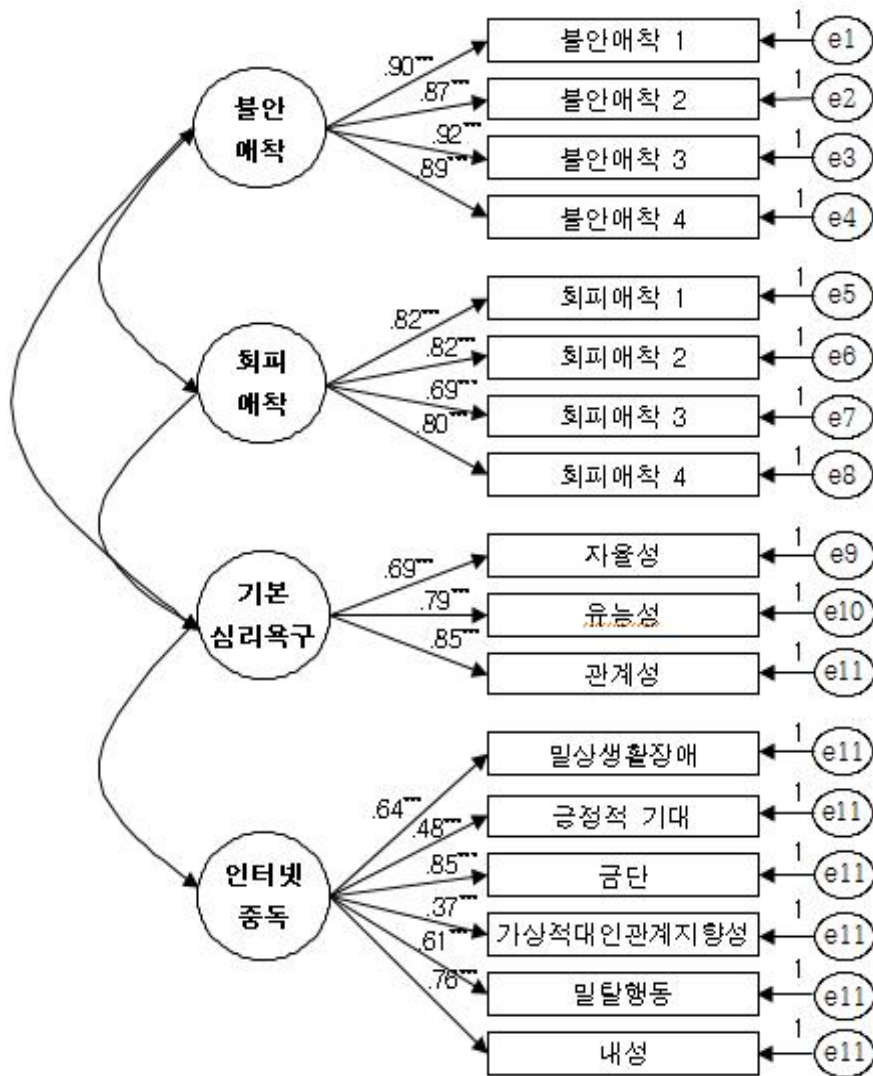 불안애착 1
1
e1
.90***
불안
애착
.87***
불안애착 2
1
e2
.92***
불안애착 3
1
e3
.89***
불안애착 4
1
e4
회피애착 1
1
e5
.82***
회피
애착
.82***
회피애착 2
1
e6
.69***
회피애착 3
1
e7
.80***
회피애착 4
1
e8
자율성
1
e9
.69***
기본
심리욕구
.79***
유능성
1
e10
.85***
관계성
1
e11
밀상생활장애
1
e11
.64***
긍정적 기대
1
e11
.48***
인터넷
중독
.85***
금단
1
e11
.37***
가상적대인관계지향성
1
e11
.61***
밀탈행동
1
e11
.76***
내성
1
e11